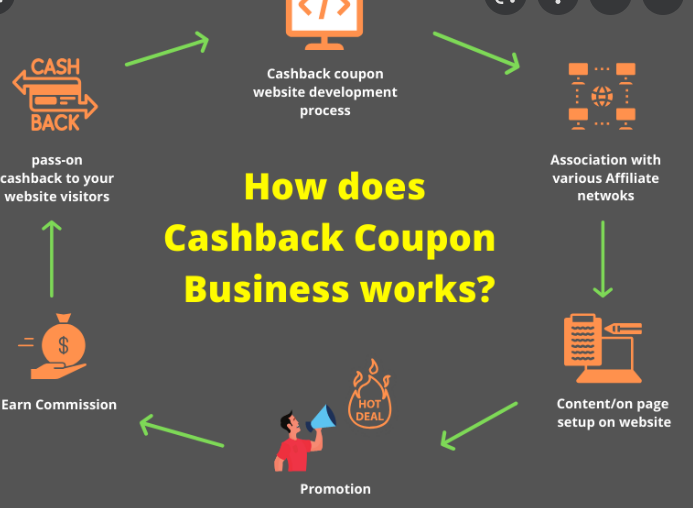 </>
Cashback coupon
website development
process
CASH
BACK
pass-on
cashback to your
website visitors
Association with
various Affiliate
netwoks
How does
Cashback Coupon
Business works?
$
Earn Commission
HOT
DEAL
Promotion
Content/on page
setup on website